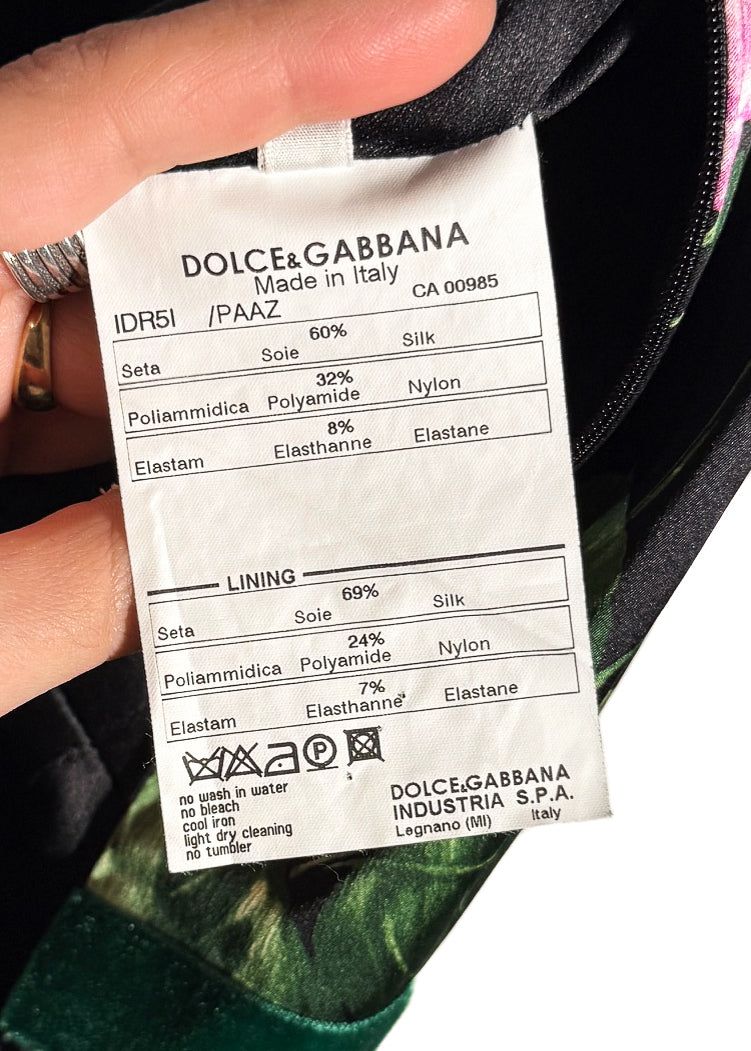 DOLCE&GABBANA
Made in Italy
IDR5I /PAAZ CA 00985
60%
Seta Soie Silk
32%
Poliammidica Polyamide Nylon
8%
Elastam Elasthanne Elastane
LINING
69%
Seta Soie Silk
24%
Poliammidica Polyamide Nylon
7%
Elastam Elasthanne Elastane
P
no wash in water
no bleach
cool iron
light dry cleaning
no tumbler
DOLCE&GABBANA
INDUSTRIA S.P.A.
Legnano (MI) Italy